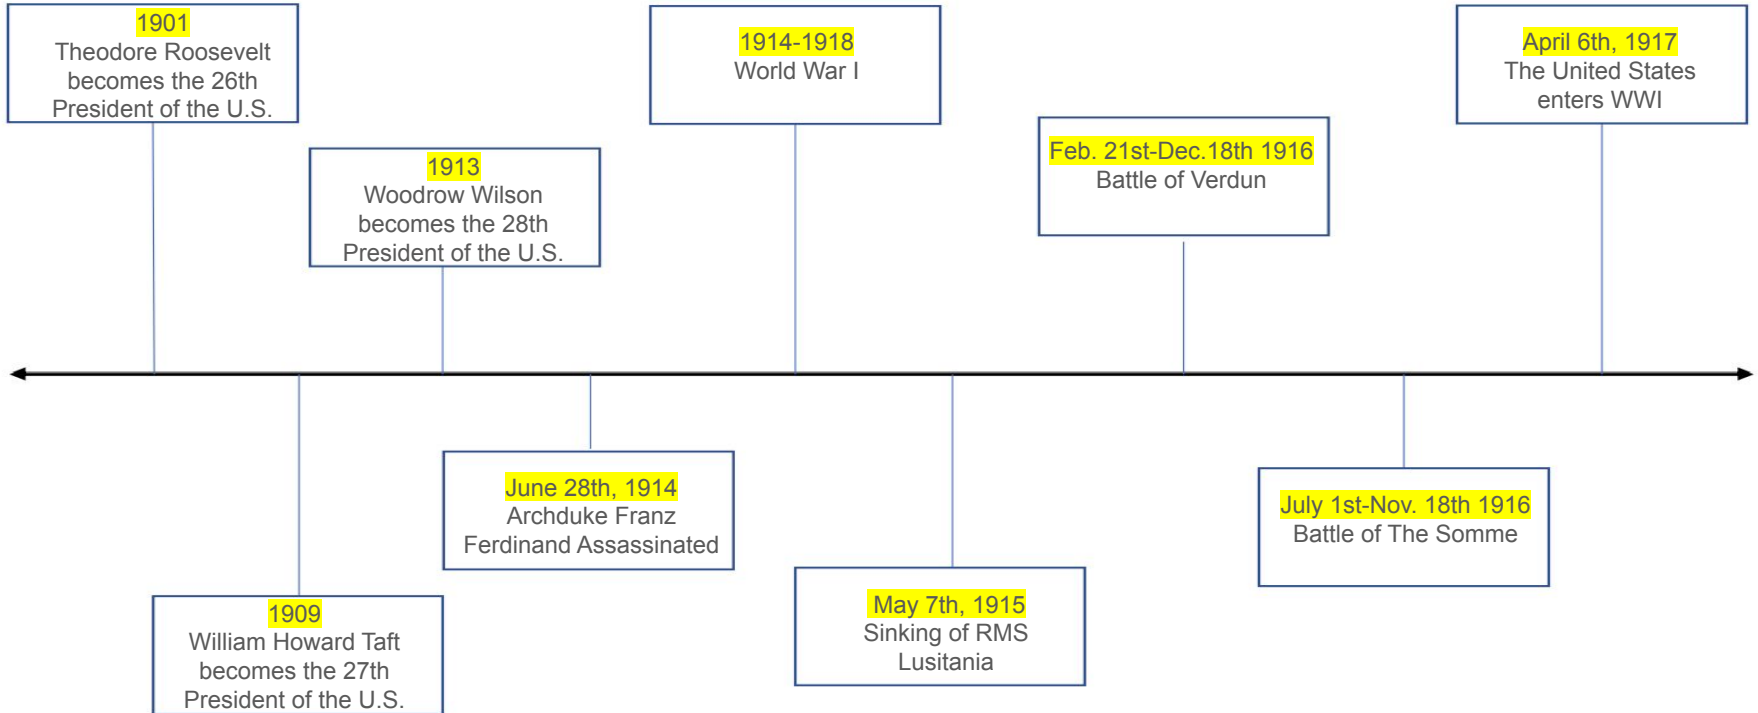 1901
Theodore Roosevelt
becomes the 26th
President of the U.S.
1909
William Howard Taft
becomes the 27th
President of the U.S.
1913
Woodrow Wilson
becomes the 28th
President of the U.S.
June 28th, 1914
Archduke Franz
Ferdinand Assassinated
1914-1918
World War I
May 7th, 1915
Sinking of RMS
Lusitania
Feb. 21st-Dec.18th 1916
Battle of Verdun
July 1st-Nov. 18th 1916
Battle of The Somme
April 6th, 1917
The United States
enters WWI